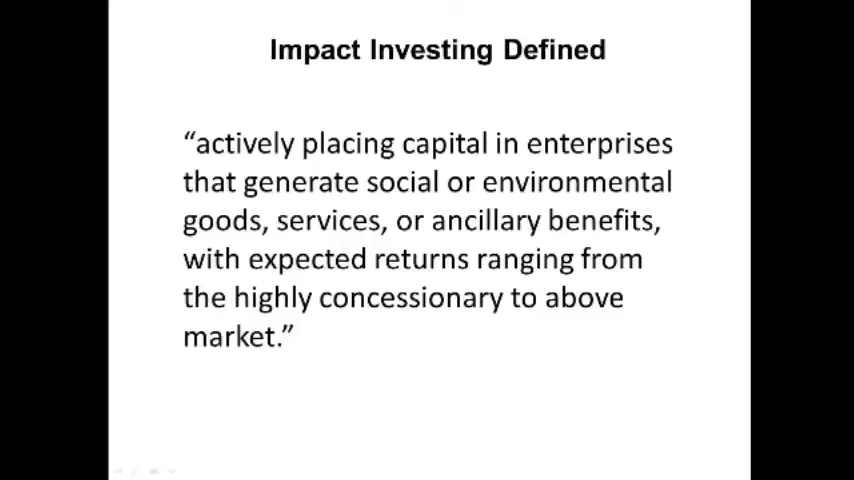 Impact Investing Defined
“actively placing capital in enterprises
that generate social or environmental
goods, services, or ancillary benefits,
with expected returns ranging from
the highly concessionary to above
market.”